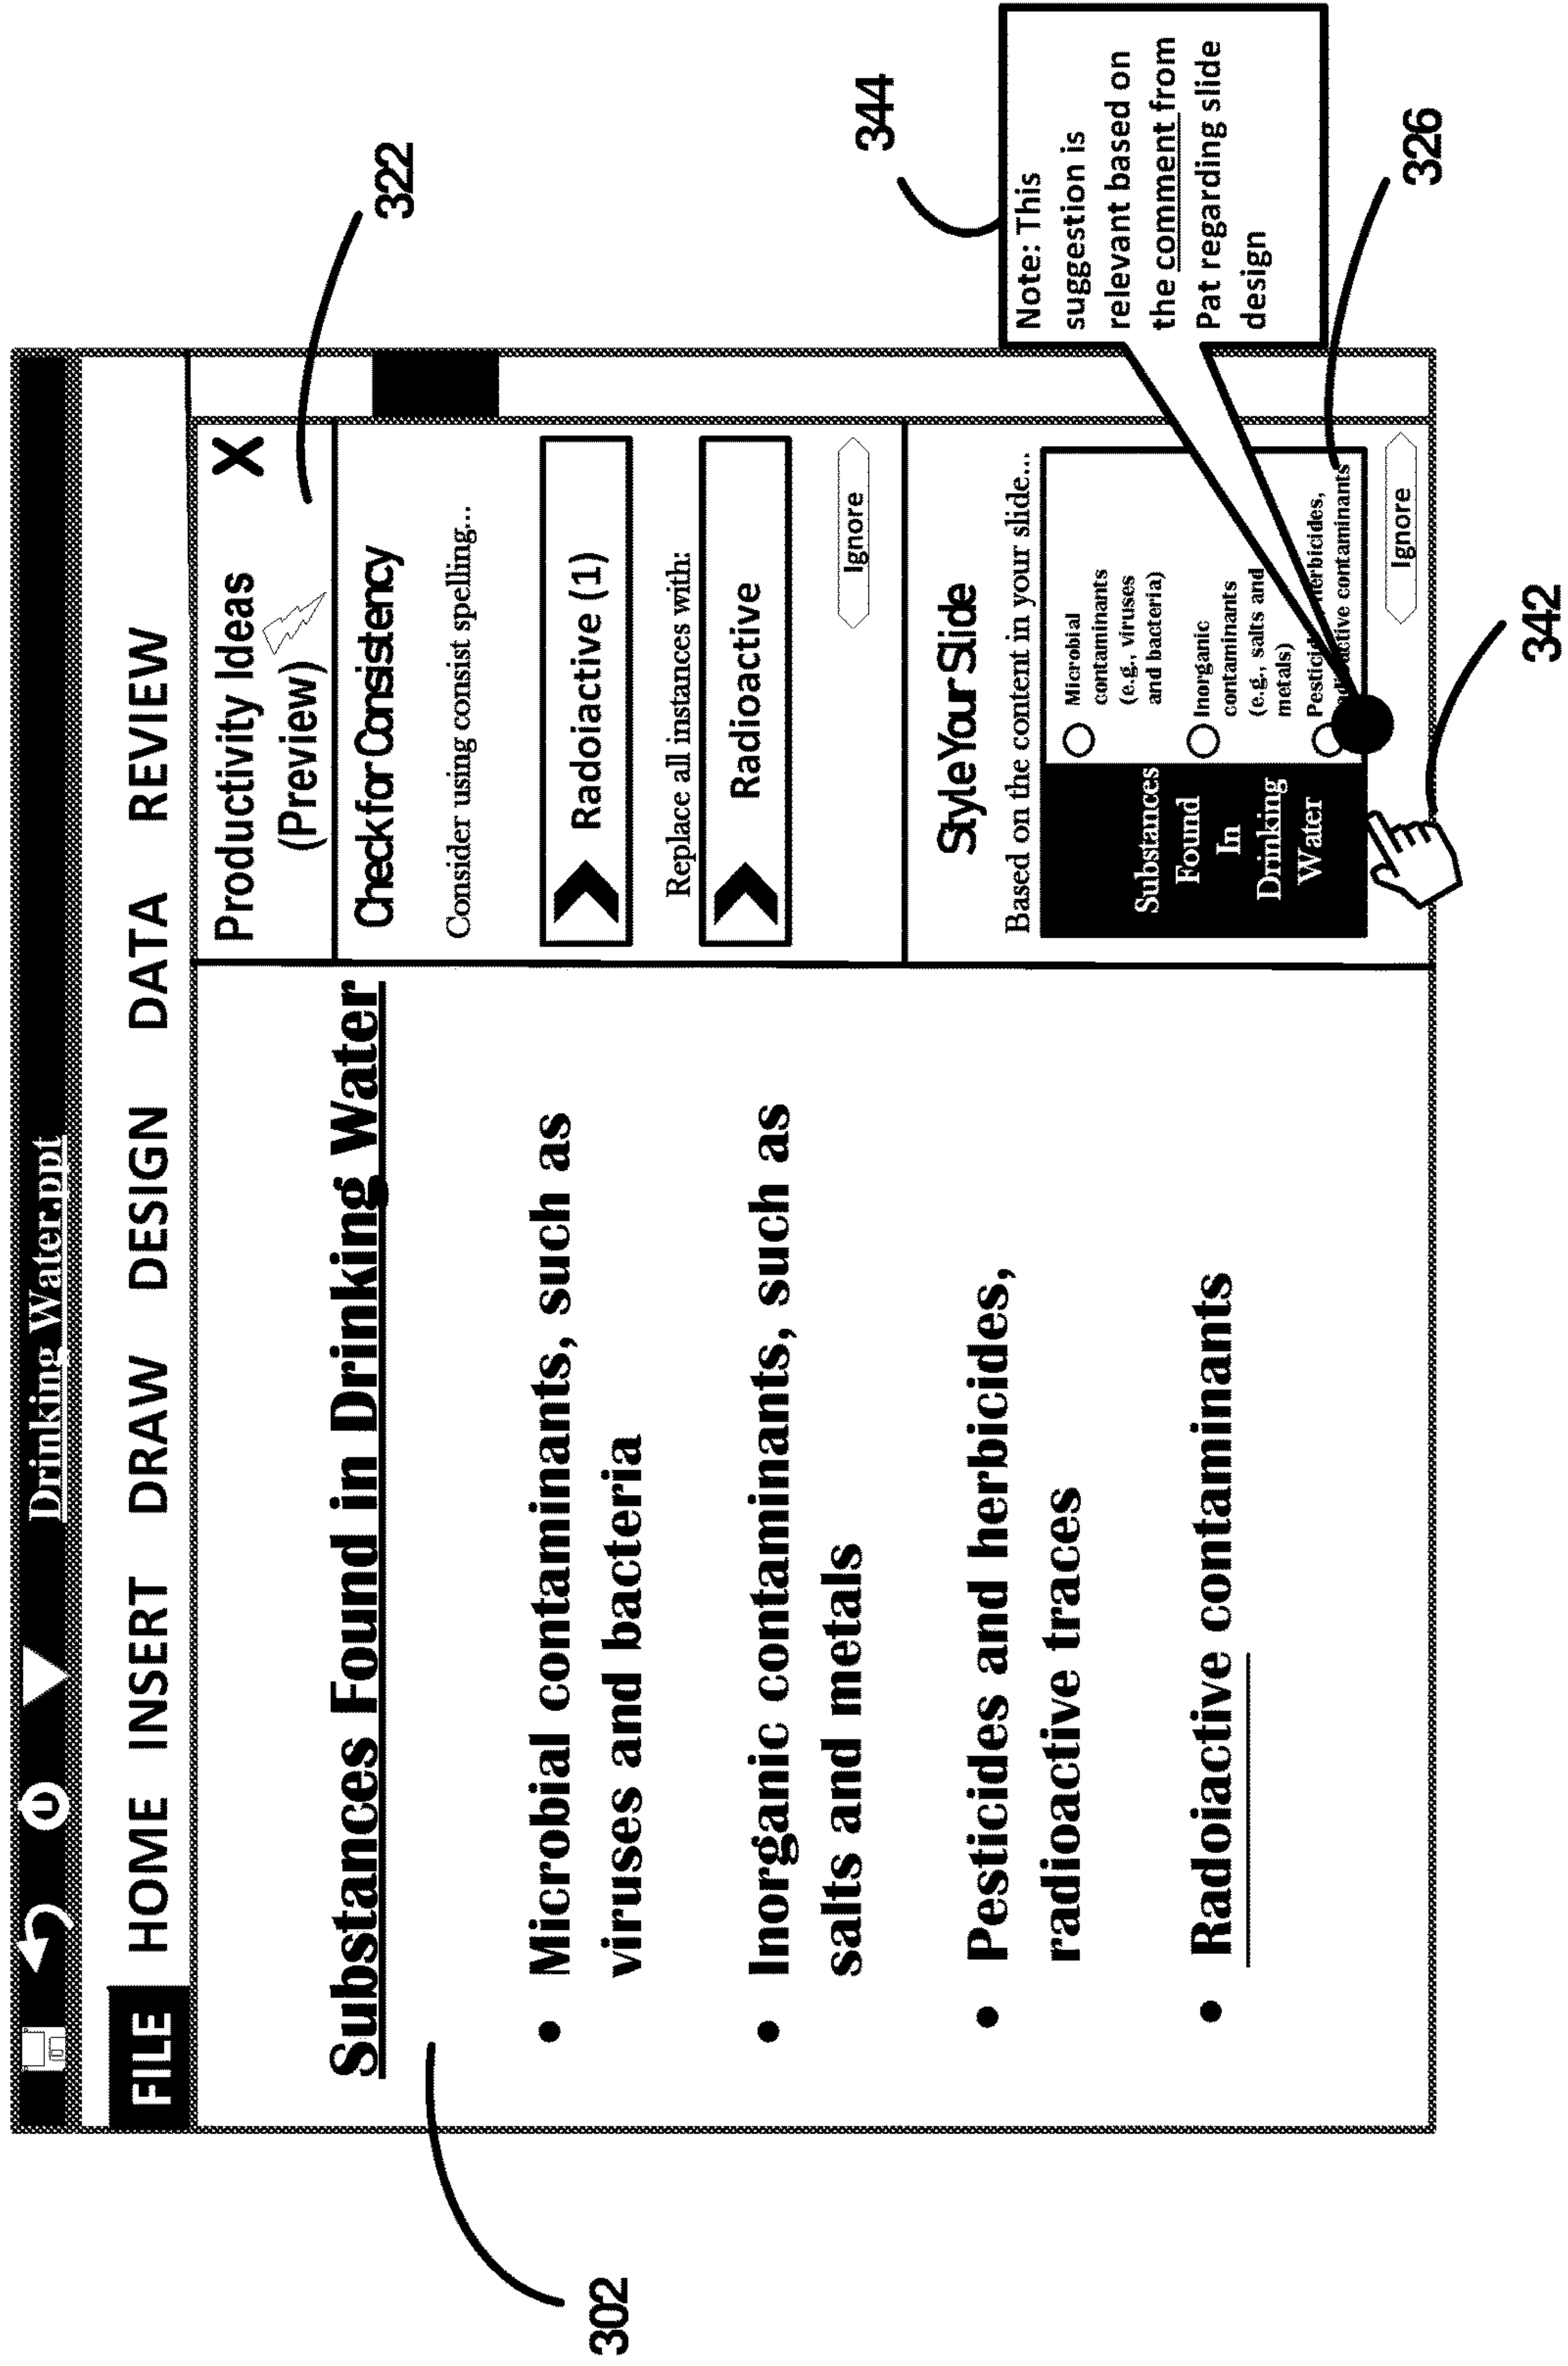 Drinking Water.ppt
FILE HOME INSERT DRAW DESIGN DATA REVIEW
Substances Found in Drinking Water
• Microbial contaminants, such as
viruses and bacteria
• Inorganic contaminants, such as
salts and metals
• Pesticides and herbicides,
radioactive traces
• Radoiactive contaminants
Productivity Ideas X
(Preview)
Check for Consistency
Consider using consist spelling...
Radoiactive (1)
Replace all instances with:
Radioactive
Ignore
Style Your Slide
Based on the content in your slide...
Substances
Found
In
Drinking
Water
Microbial
contaminants
(e.g., viruses
and bacteria)
Inorganic
contaminants
(e.g., salts and
metals)
contaminants
Ignore
Note: This
suggestion is
relevant based on
the comment from
Pat regarding slide
design
302
322
344
326
342